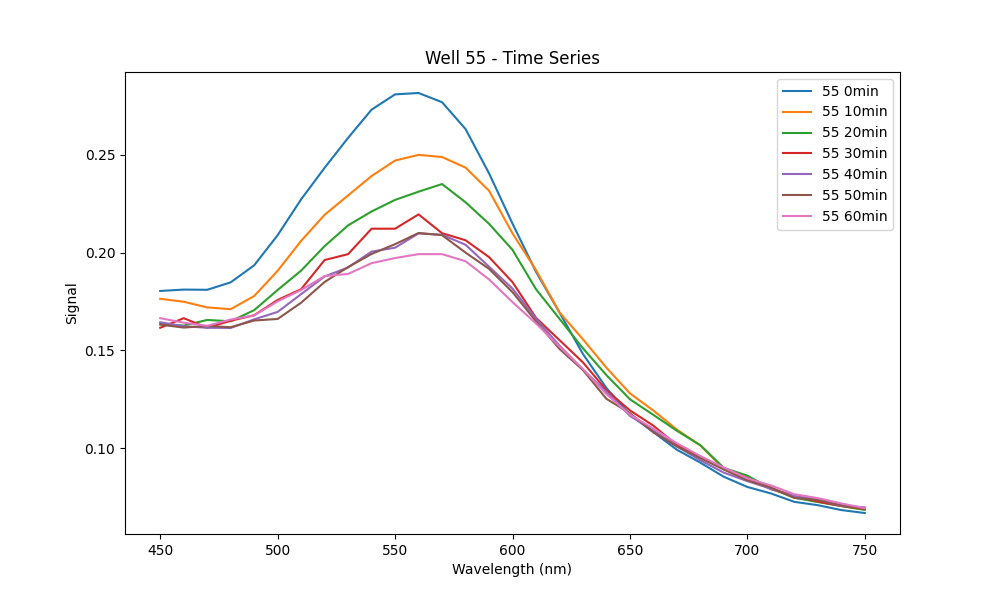 Well 55 - Time Series
55 0min
55 10min
55 20min
55 30min
55 40min
55 50min
55 60min
Signal
0.25
0.20
0.15
0.10
450 500 550 600 650 700 750
Wavelength (nm)